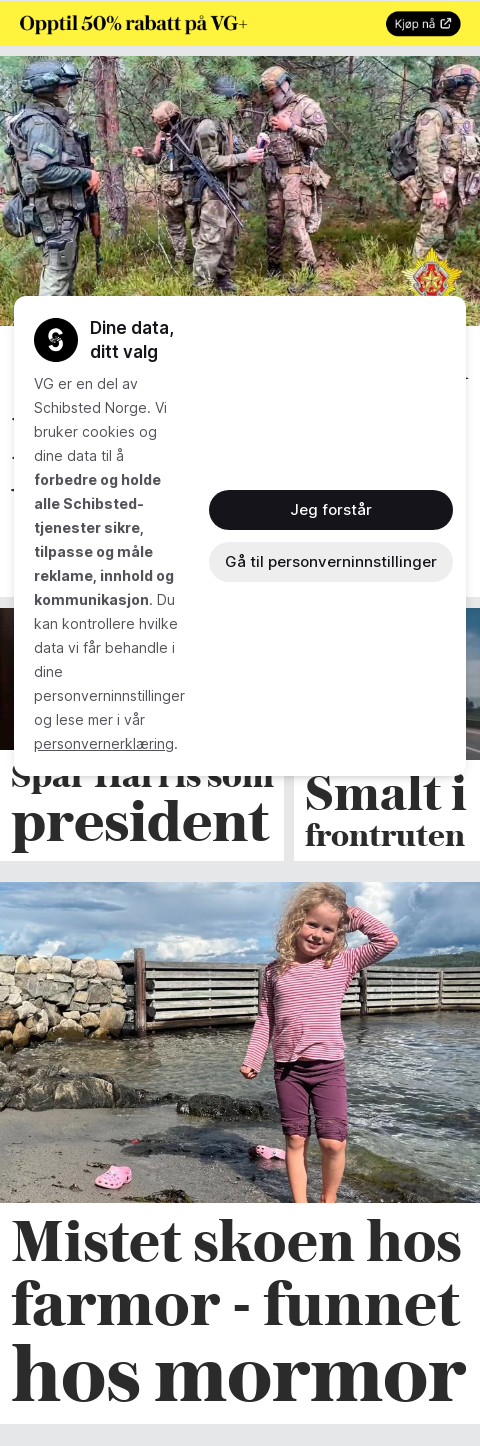 Opptil 50% rabatt på VG+
Kjøp nå
Dine data,
ditt valg
VG er en del av
Schibsted Norge. Vi
bruker cookies og
dine data til å
forbedre og holde
alle Schibsted-
tjenester sikre,
tilpasse og måle
reklame, innhold og
kommunikasjon. Du
kan kontrollere hvilke
data vi får behandle i
dine
personverninnstillinger
og lese mer i vår
personvernerklæring.
Jeg forstår
Gå til personverninnstillinger
Spår Harris som
president
Smalt i
frontruten
Mistet skoen hos
farmor - funnet
hos mormor